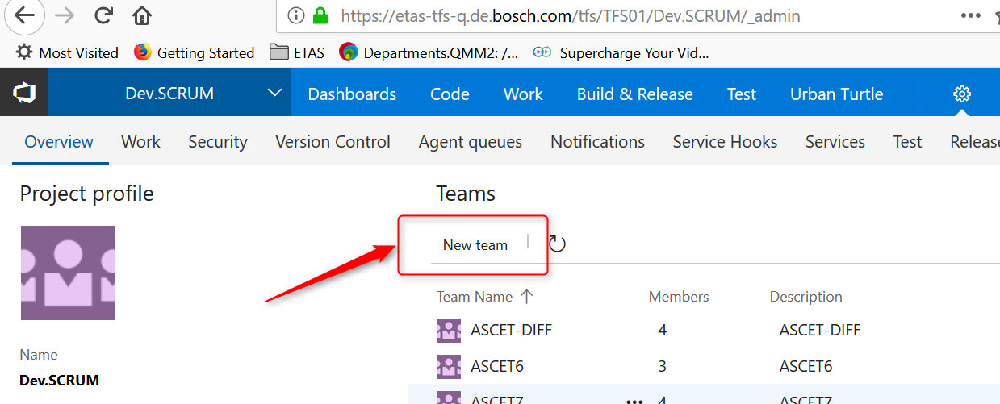 https://etas-tfs-q.de.bosch.com/tfs/TFS01/Dev.SCRUM/_admin
Most Visited Getting Started ETAS Departments.QMM2: /... Supercharge Your Vid...
Dev.SCRUM Dashboards Code Work Build & Release Test Urban Turtle
Overview Work Security Version Control Agent queues Notifications Service Hooks Services Test Release
Project profile Teams
New team
Team Name Members Description
ASCET-DIFF 4 ASCET-DIFF
Name ASCET6 3 ASCET6
Dev.SCRUM
ASCET7 4 ASCET7